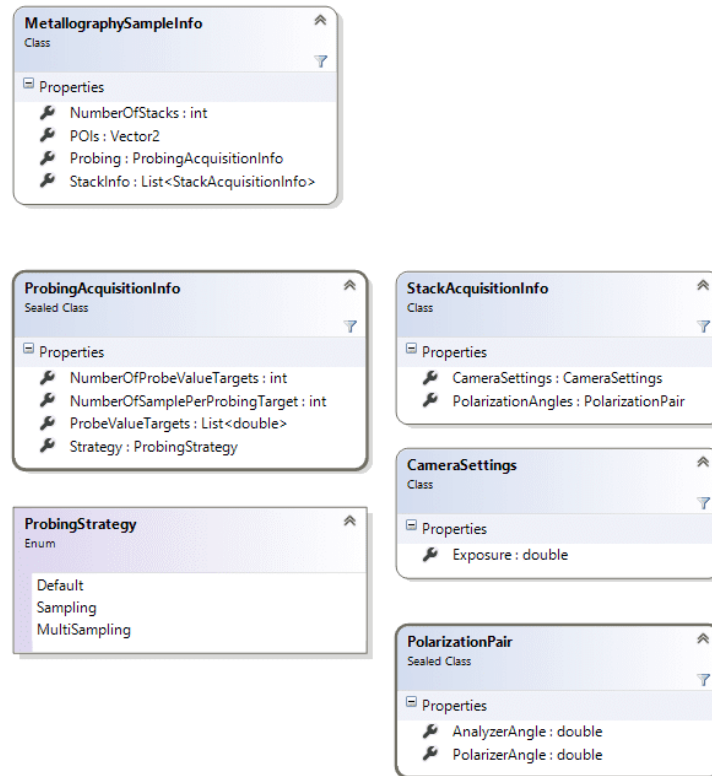 MetallographySampleInfo
Class
Properties
NumberOfStacks : int
POIs : Vector2
Probing : ProbingAcquisitionInfo
StackInfo : List<StackAcquisitionInfo>
ProbingAcquisitionInfo
Sealed Class
Properties
NumberOfProbeValueTargets : int
NumberOfSamplePerProbingTarget : int
ProbeValueTargets : List<double>
Strategy : ProbingStrategy
StackAcquisitionInfo
Class
Properties
CameraSettings : CameraSettings
PolarizationAngles : PolarizationPair
CameraSettings
Class
Properties
Exposure : double
ProbingStrategy
Enum
Default
Sampling
MultiSampling
PolarizationPair
Sealed Class
Properties
AnalyzerAngle : double
PolarizerAngle : double